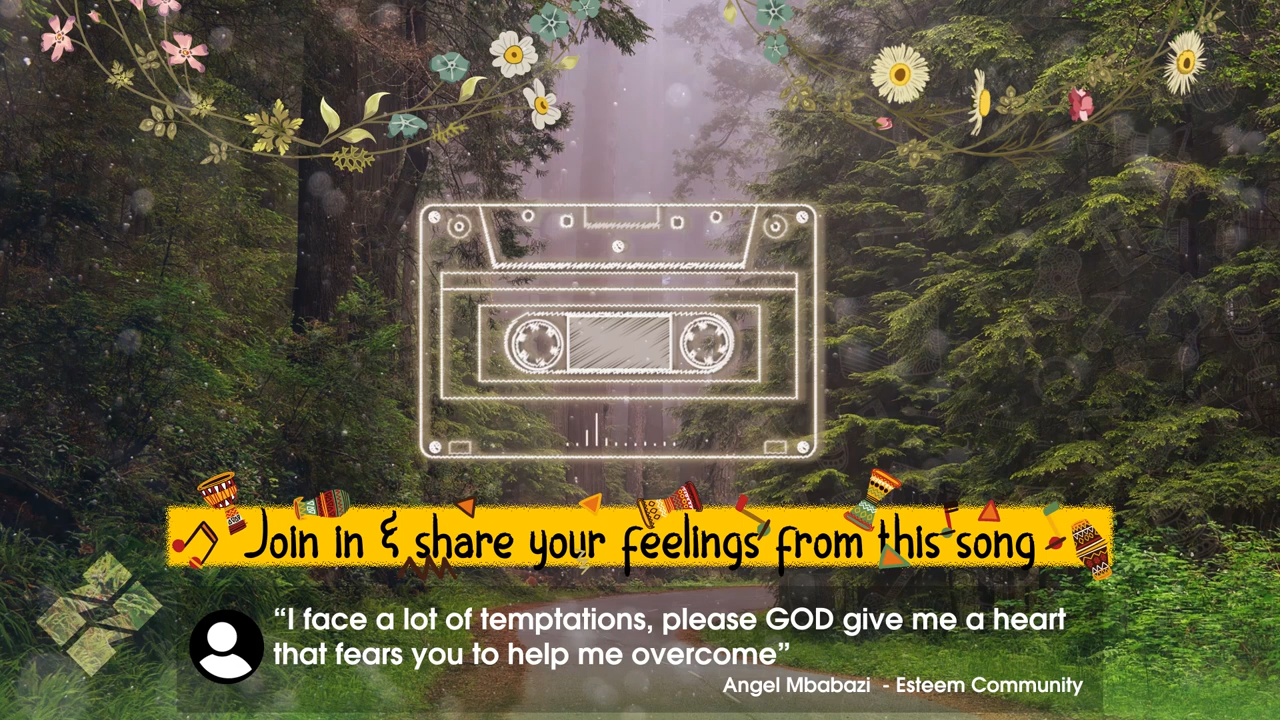 Join in & share your feelings from this song
“I face a lot of temptations, please GOD give me a heart
that fears you to help me overcome”
Angel Mbabazi - Esteem Community